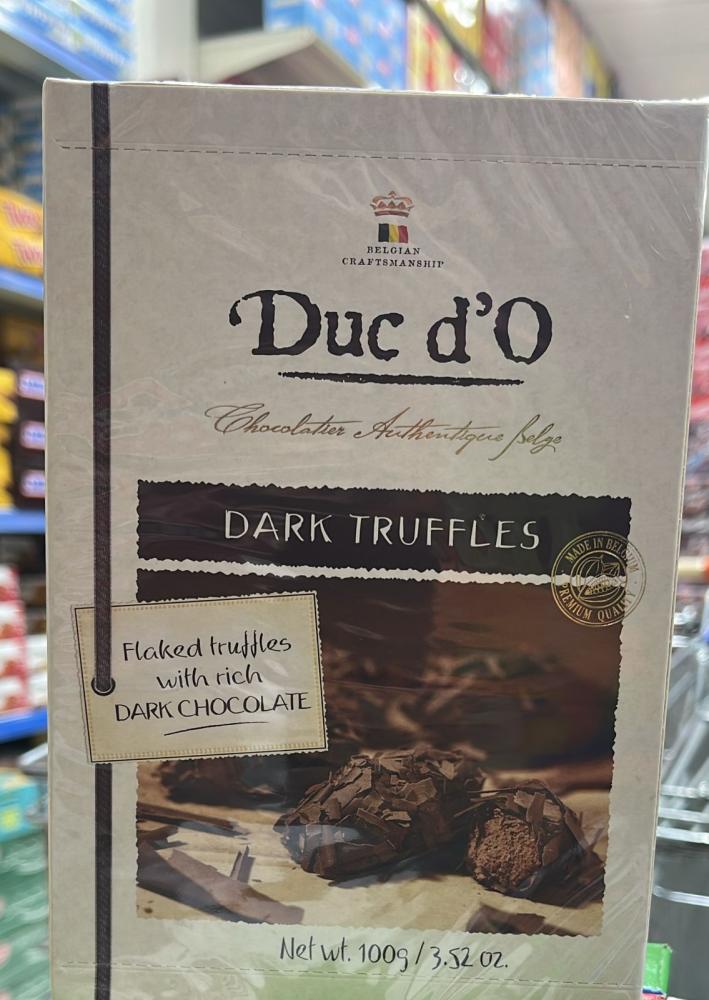 BELGIAN
CRAFTSMANSHIP
Duc d'O
Chocolatier Authentique Belge
DARK TRUFFLES
MADE IN BELGIUM
PREMIUM QUALITY
Flaked truffles
with rich
DARK CHOCOLATE
Net wt. 100g / 3.52 oz.